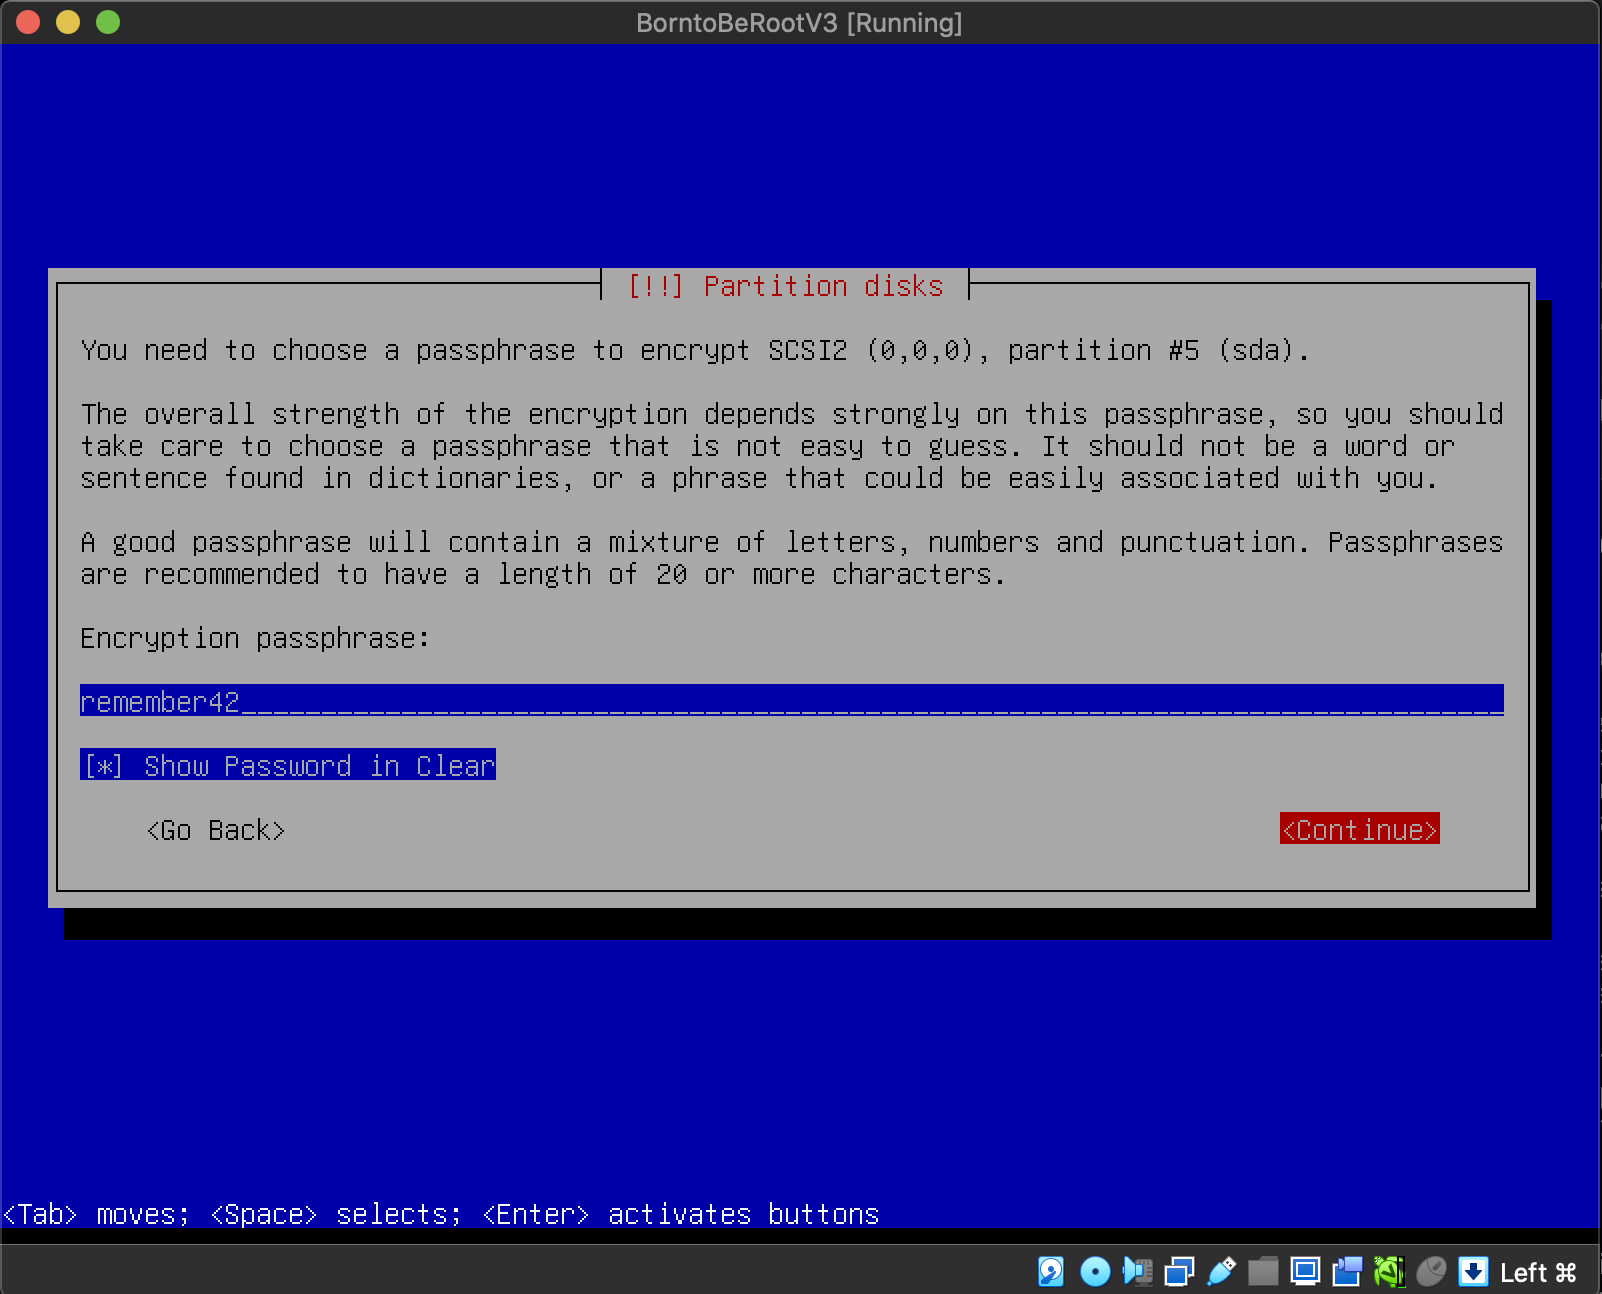 BorntoBeRootV3 [Running]
[!!] Partition disks
You need to choose a passphrase to encrypt SCSI2 (0,0,0), partition #5 (sda).
The overall strength of the encryption depends strongly on this passphrase, so you should
take care to choose a passphrase that is not easy to guess. It should not be a word or
sentence found in dictionaries, or a phrase that could be easily associated with you.
A good passphrase will contain a mixture of letters, numbers and punctuation. Passphrases
are recommended to have a length of 20 or more characters.
Encryption passphrase:
remember42_______________________________________________________________________________
[*] Show Password in Clear
<Go Back>
<Continue>
<Tab> moves; <Space> selects; <Enter> activates buttons
Left ⌘